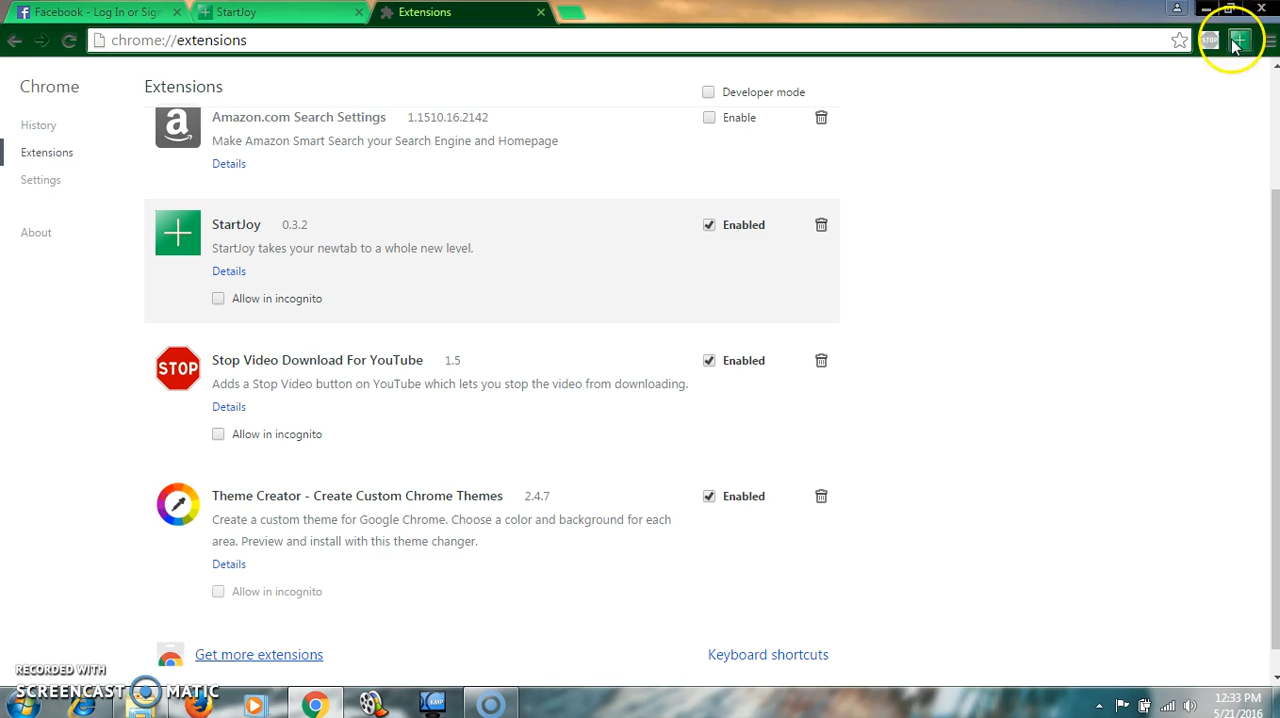 Facebook - Log In or Sign
StartJoy
Extensions
chrome://extensions
STOP
Chrome
History
Extensions
Settings
About
Extensions
Developer mode
Amazon.com Search Settings 1.1510.16.2142
Enable
Make Amazon Smart Search your Search Engine and Homepage
Details
StartJoy 0.3.2
Enabled
StartJoy takes your newtab to a whole new level.
Details
Allow in incognito
STOP
Stop Video Download For YouTube 1.5
Enabled
Adds a Stop Video button on YouTube which lets you stop the video from downloading.
Details
Allow in incognito
Theme Creator - Create Custom Chrome Themes 2.4.7
Enabled
Create a custom theme for Google Chrome. Choose a color and background for each
area. Preview and install with this theme changer.
Details
Allow in incognito
Get more extensions
Keyboard shortcuts
RECORDED WITH
SCREENCAST MATIC
KMP
12:33 PM
5/21/2016